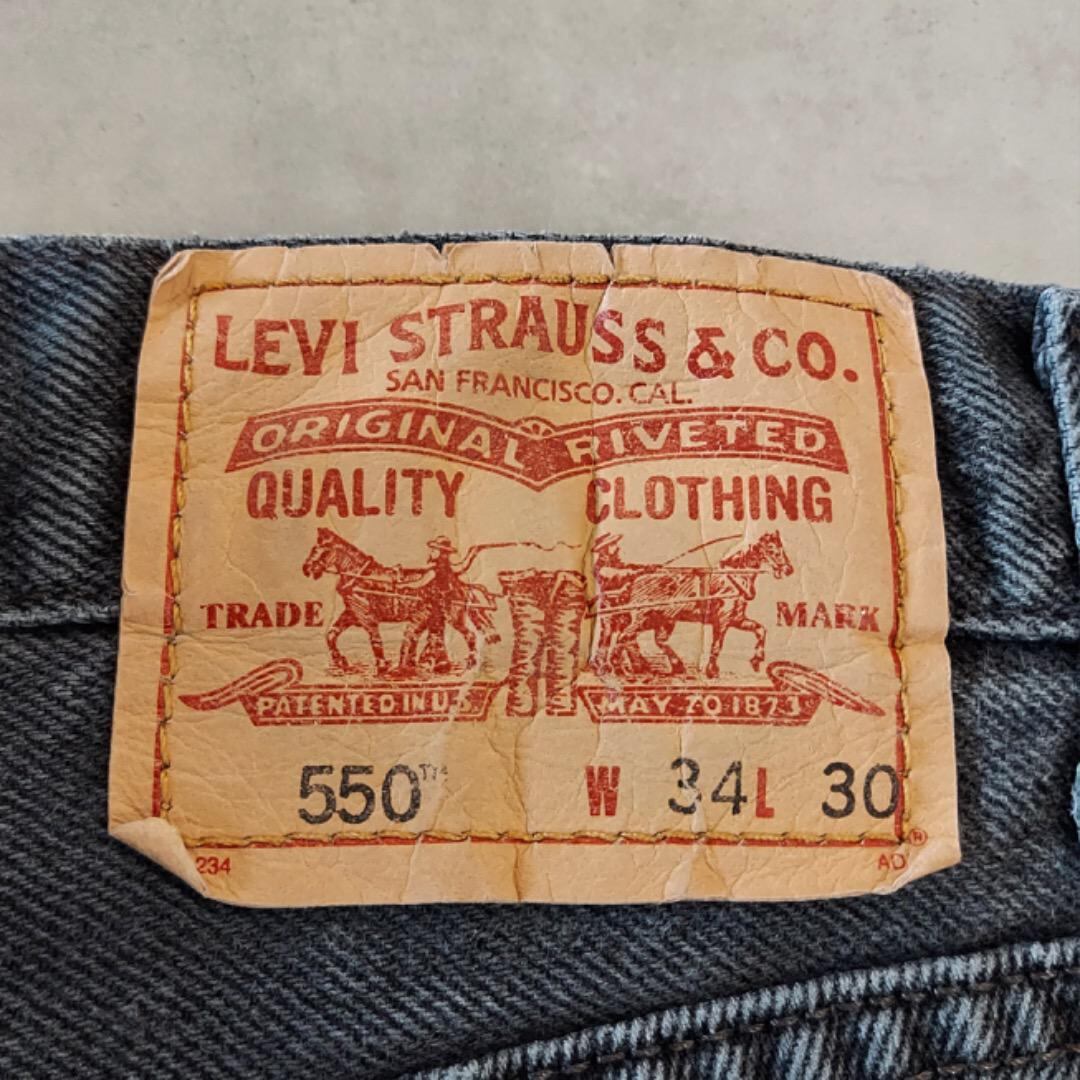 LEVI STRAUSS & CO.
SAN FRANCISCO. CAL.
ORIGINAL RIVETED
QUALITY CLOTHING
TRADE MARK
PATENTED IN U.S MAY 20 1873
550™ W 34 L 30
234 AD ®